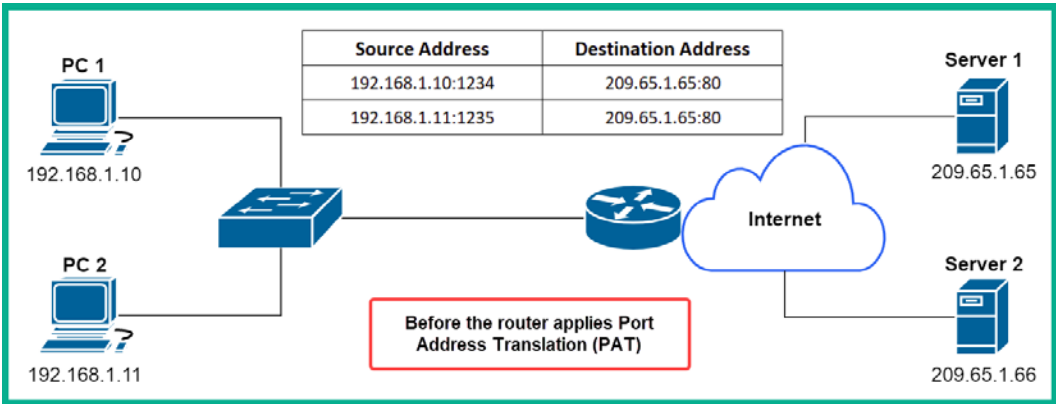 Source Address Destination Address
192.168.1.10:1234 209.65.1.65:80
192.168.1.11:1235 209.65.1.65:80
PC 1
192.168.1.10
Server 1
209.65.1.65
Internet
PC 2
192.168.1.11
Before the router applies Port
Address Translation (PAT)
Server 2
209.65.1.66